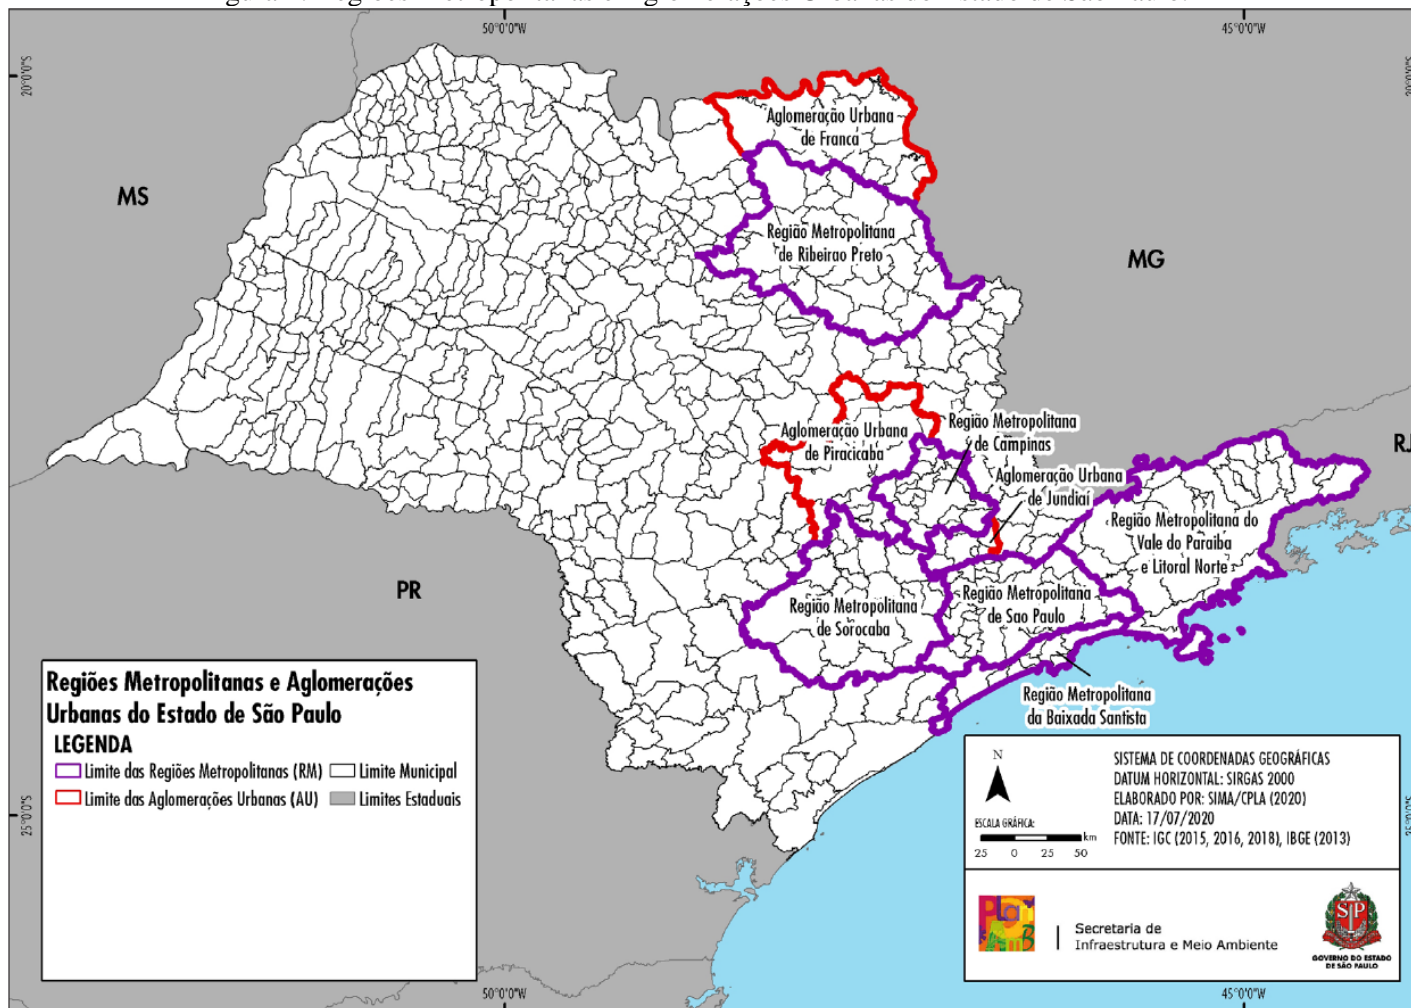 50°0'0"W
45°0'0"W
20°0'0"S
Aglomeração Urbana
de Franca
MS
Região Metropolitana
de Ribeirao Preto
MG
Região Metropolitana
de Campinas
Aglomeração Urbana
de Piracicaba
RJ
Aglomeração Urbana
de Jundiaí
Região Metropolitana do
Vale do Paraiba
e Litoral Norte
PR
Região Metropolitana
de Sorocaba
Região Metropolitana
de Sao Paulo
Região Metropolitana
da Baixada Santista
Regiões Metropolitanas e Aglomerações
Urbanas do Estado de São Paulo
LEGENDA
Limite das Regiões Metropolitanas (RM)
Limite Municipal
Limite das Aglomerações Urbanas (AU)
Limites Estaduais
25°0'0"S
N
ESCALA GRÁFICA:
km
25 0 25 50
SISTEMA DE COORDENADAS GEOGRÁFICAS
DATUM HORIZONTAL: SIRGAS 2000
ELABORADO POR: SIMA/CPLA (2020)
DATA: 17/07/2020
FONTE: IGC (2015, 2016, 2018), IBGE (2013)
Secretaria de
Infraestrutura e Meio Ambiente
SP
GOVERNO DO ESTADO
DE SÃO PAULO
50°0'0"W
45°0'0"W